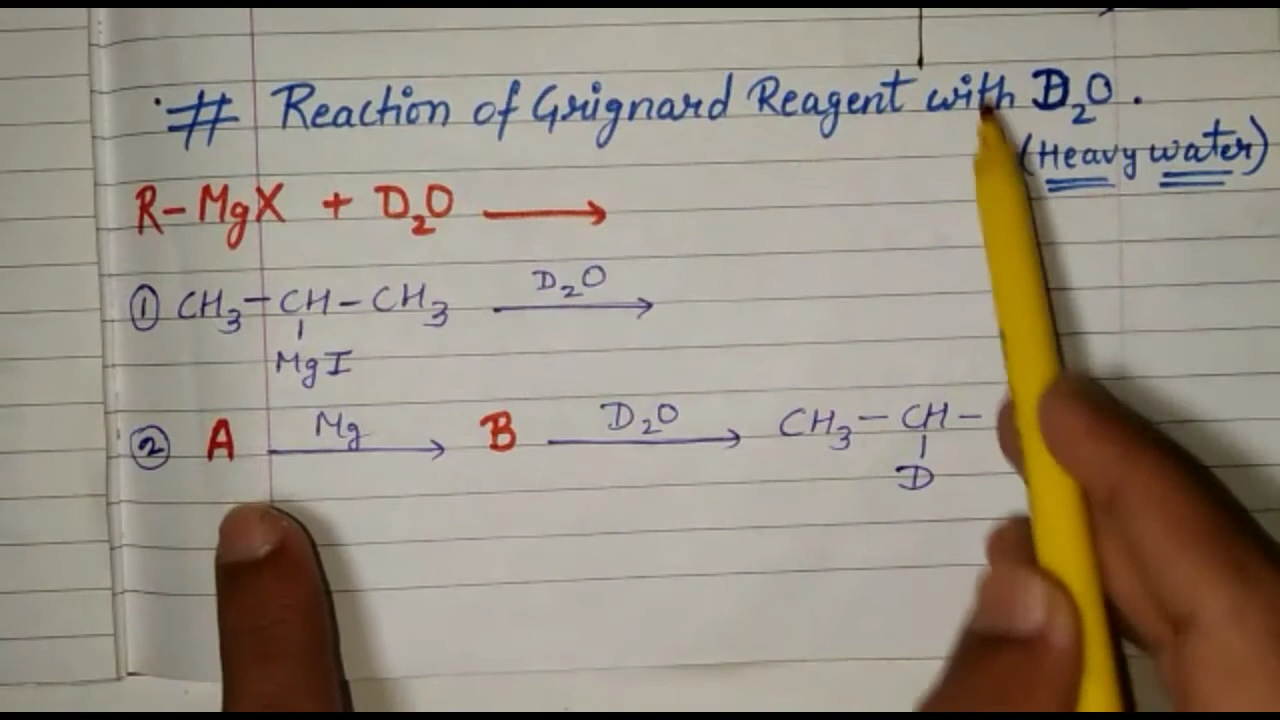 # Reaction of Grignard Reagent with D₂O.
(Heavy water)
R-MgX + D₂O ⟶
① CH₃-CH-CH₃ D₂O ⟶
MgI
② A Mg ⟶ B D₂O ⟶ CH₃-CH-
D